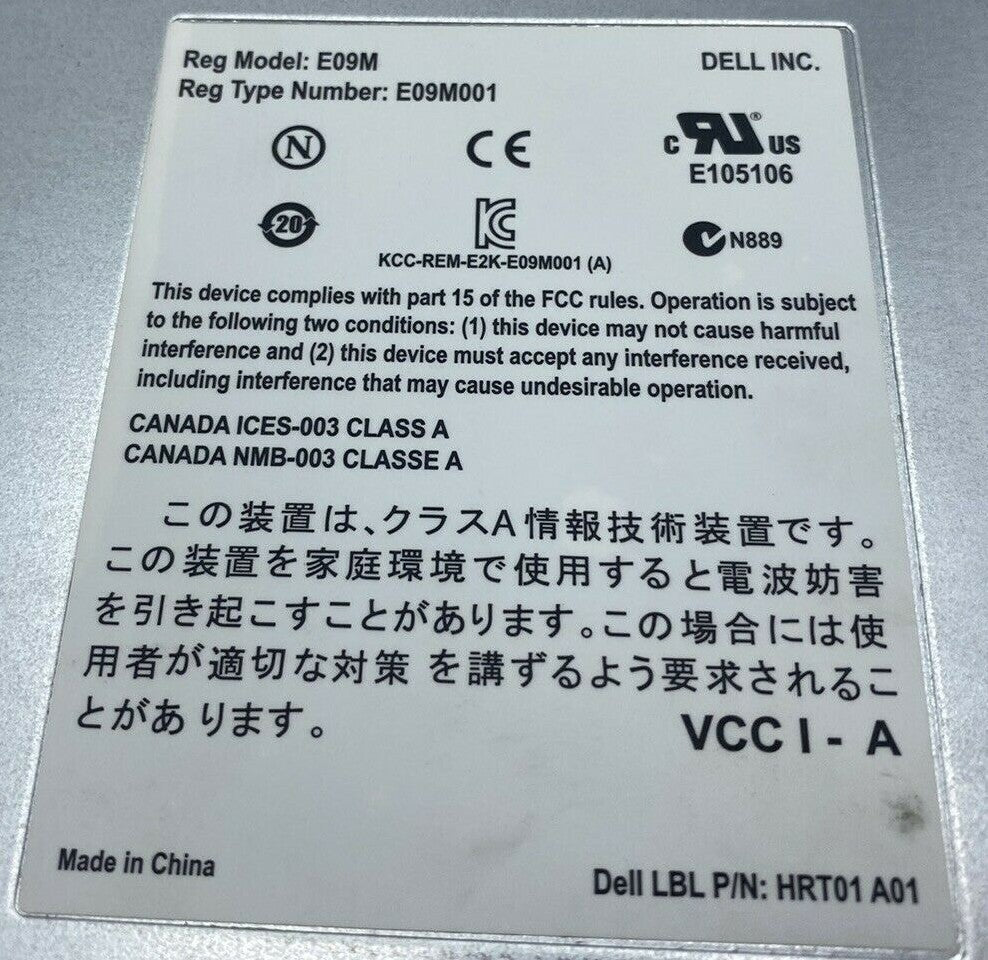 Reg Model: E09M
DELL INC.
Reg Type Number: E09M001
N
CE
c RU ® US
E105106
20
KC
N889
KCC-REM-E2K-E09M001 (A)
This device complies with part 15 of the FCC rules. Operation is subject
to the following two conditions: (1) this device may not cause harmful
interference and (2) this device must accept any interference received,
including interference that may cause undesirable operation.
CANADA ICES-003 CLASS A
CANADA NMB-003 CLASSE A
この装置は、クラスA情報技術装置です。
この装置を家庭環境で使用すると電波妨害
を引き起こすことがあります。この場合には使
用者が適切な対策 を講ずるよう要求されるこ
とがあ ります。
VCC I - A
Made in China
Dell LBL P/N: HRT01 A01